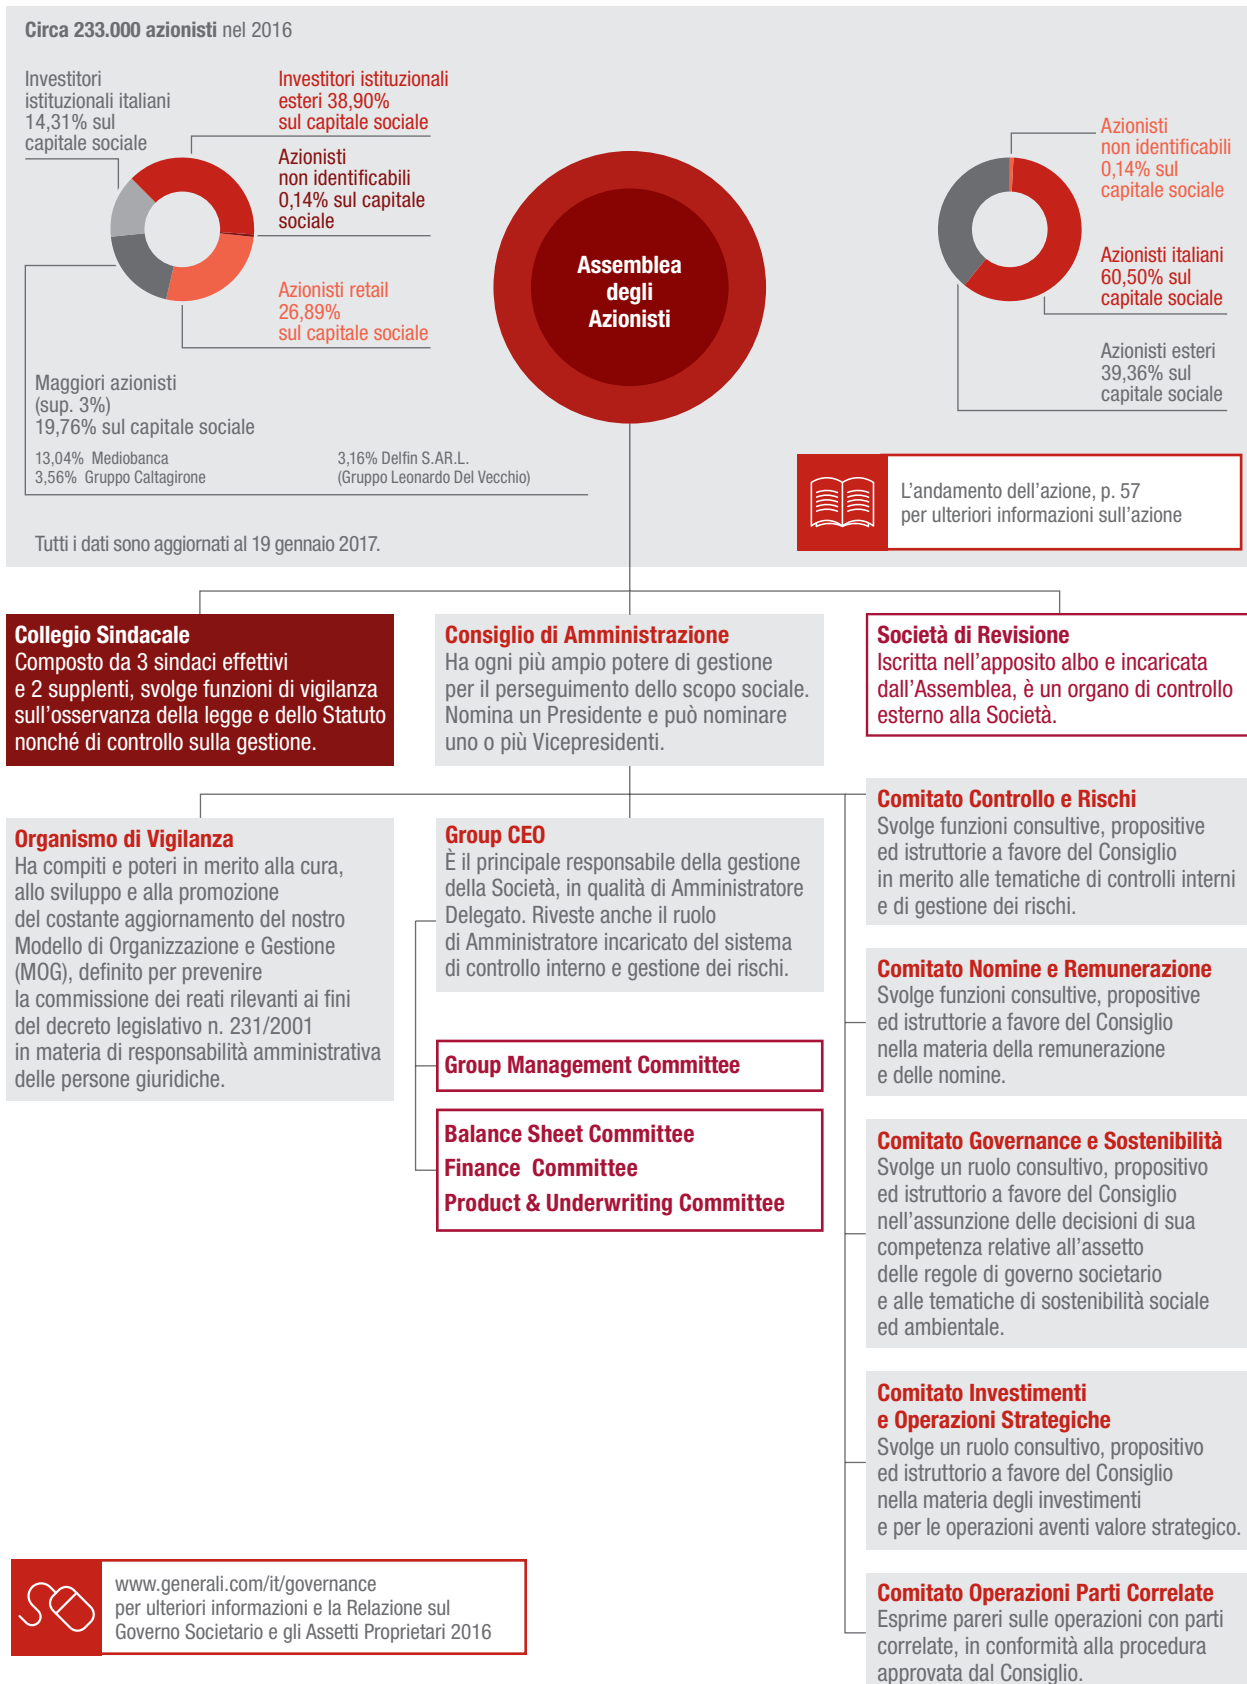 Circa 233.000 azionisti nel 2016
Investitori
istituzionali italiani
14,31% sul
capitale sociale
Investitori istituzionali
esteri 38,90%
sul capitale sociale
Azionisti
non identificabili
0,14% sul capitale
sociale
Azionisti retail
26,89%
sul capitale sociale
Maggiori azionisti
(sup. 3%)
19,76% sul capitale sociale
13,04% Mediobanca
3,56% Gruppo Caltagirone
3,16% Delfin S.AR.L.
(Gruppo Leonardo Del Vecchio)
Tutti i dati sono aggiornati al 19 gennaio 2017.
Assemblea
degli
Azionisti
Azionisti
non identificabili
0,14% sul
capitale sociale
Azionisti italiani
60,50% sul
capitale sociale
Azionisti esteri
39,36% sul
capitale sociale
L'andamento dell'azione, p. 57
per ulteriori informazioni sull'azione
Collegio Sindacale
Composto da 3 sindaci effettivi
e 2 supplenti, svolge funzioni di vigilanza
sull'osservanza della legge e dello Statuto
nonché di controllo sulla gestione.
Consiglio di Amministrazione
Ha ogni più ampio potere di gestione
per il perseguimento dello scopo sociale.
Nomina un Presidente e può nominare
uno o più Vicepresidenti.
Società di Revisione
Iscritta nell'apposito albo e incaricata
dall'Assemblea, è un organo di controllo
esterno alla Società.
Organismo di Vigilanza
Ha compiti e poteri in merito alla cura,
allo sviluppo e alla promozione
del costante aggiornamento del nostro
Modello di Organizzazione e Gestione
(MOG), definito per prevenire
la commissione dei reati rilevanti ai fini
del decreto legislativo n. 231/2001
in materia di responsabilità amministrativa
delle persone giuridiche.
Group CEO
È il principale responsabile della gestione
della Società, in qualità di Amministratore
Delegato. Riveste anche il ruolo
di Amministratore incaricato del sistema
di controllo interno e gestione dei rischi.
Group Management Committee
Balance Sheet Committee
Finance Committee
Product & Underwriting Committee
Comitato Controllo e Rischi
Svolge funzioni consultive, propositive
ed istruttorie a favore del Consiglio
in merito alle tematiche di controlli interni
e di gestione dei rischi.
Comitato Nomine e Remunerazione
Svolge funzioni consultive, propositive
ed istruttorie a favore del Consiglio
nella materia della remunerazione
e delle nomine.
Comitato Governance e Sostenibilità
Svolge un ruolo consultivo, propositivo
ed istruttorio a favore del Consiglio
nell'assunzione delle decisioni di sua
competenza relative all'assetto
delle regole di governo societario
e alle tematiche di sostenibilità sociale
ed ambientale.
Comitato Investimenti
e Operazioni Strategiche
Svolge un ruolo consultivo, propositivo
ed istruttorio a favore del Consiglio
nella materia degli investimenti
e per le operazioni aventi valore strategico.
Comitato Operazioni Parti Correlate
Esprime pareri sulle operazioni con parti
correlate, in conformità alla procedura
approvata dal Consiglio.
www.generali.com/it/governance
per ulteriori informazioni e la Relazione sul
Governo Societario e gli Assetti Proprietari 2016